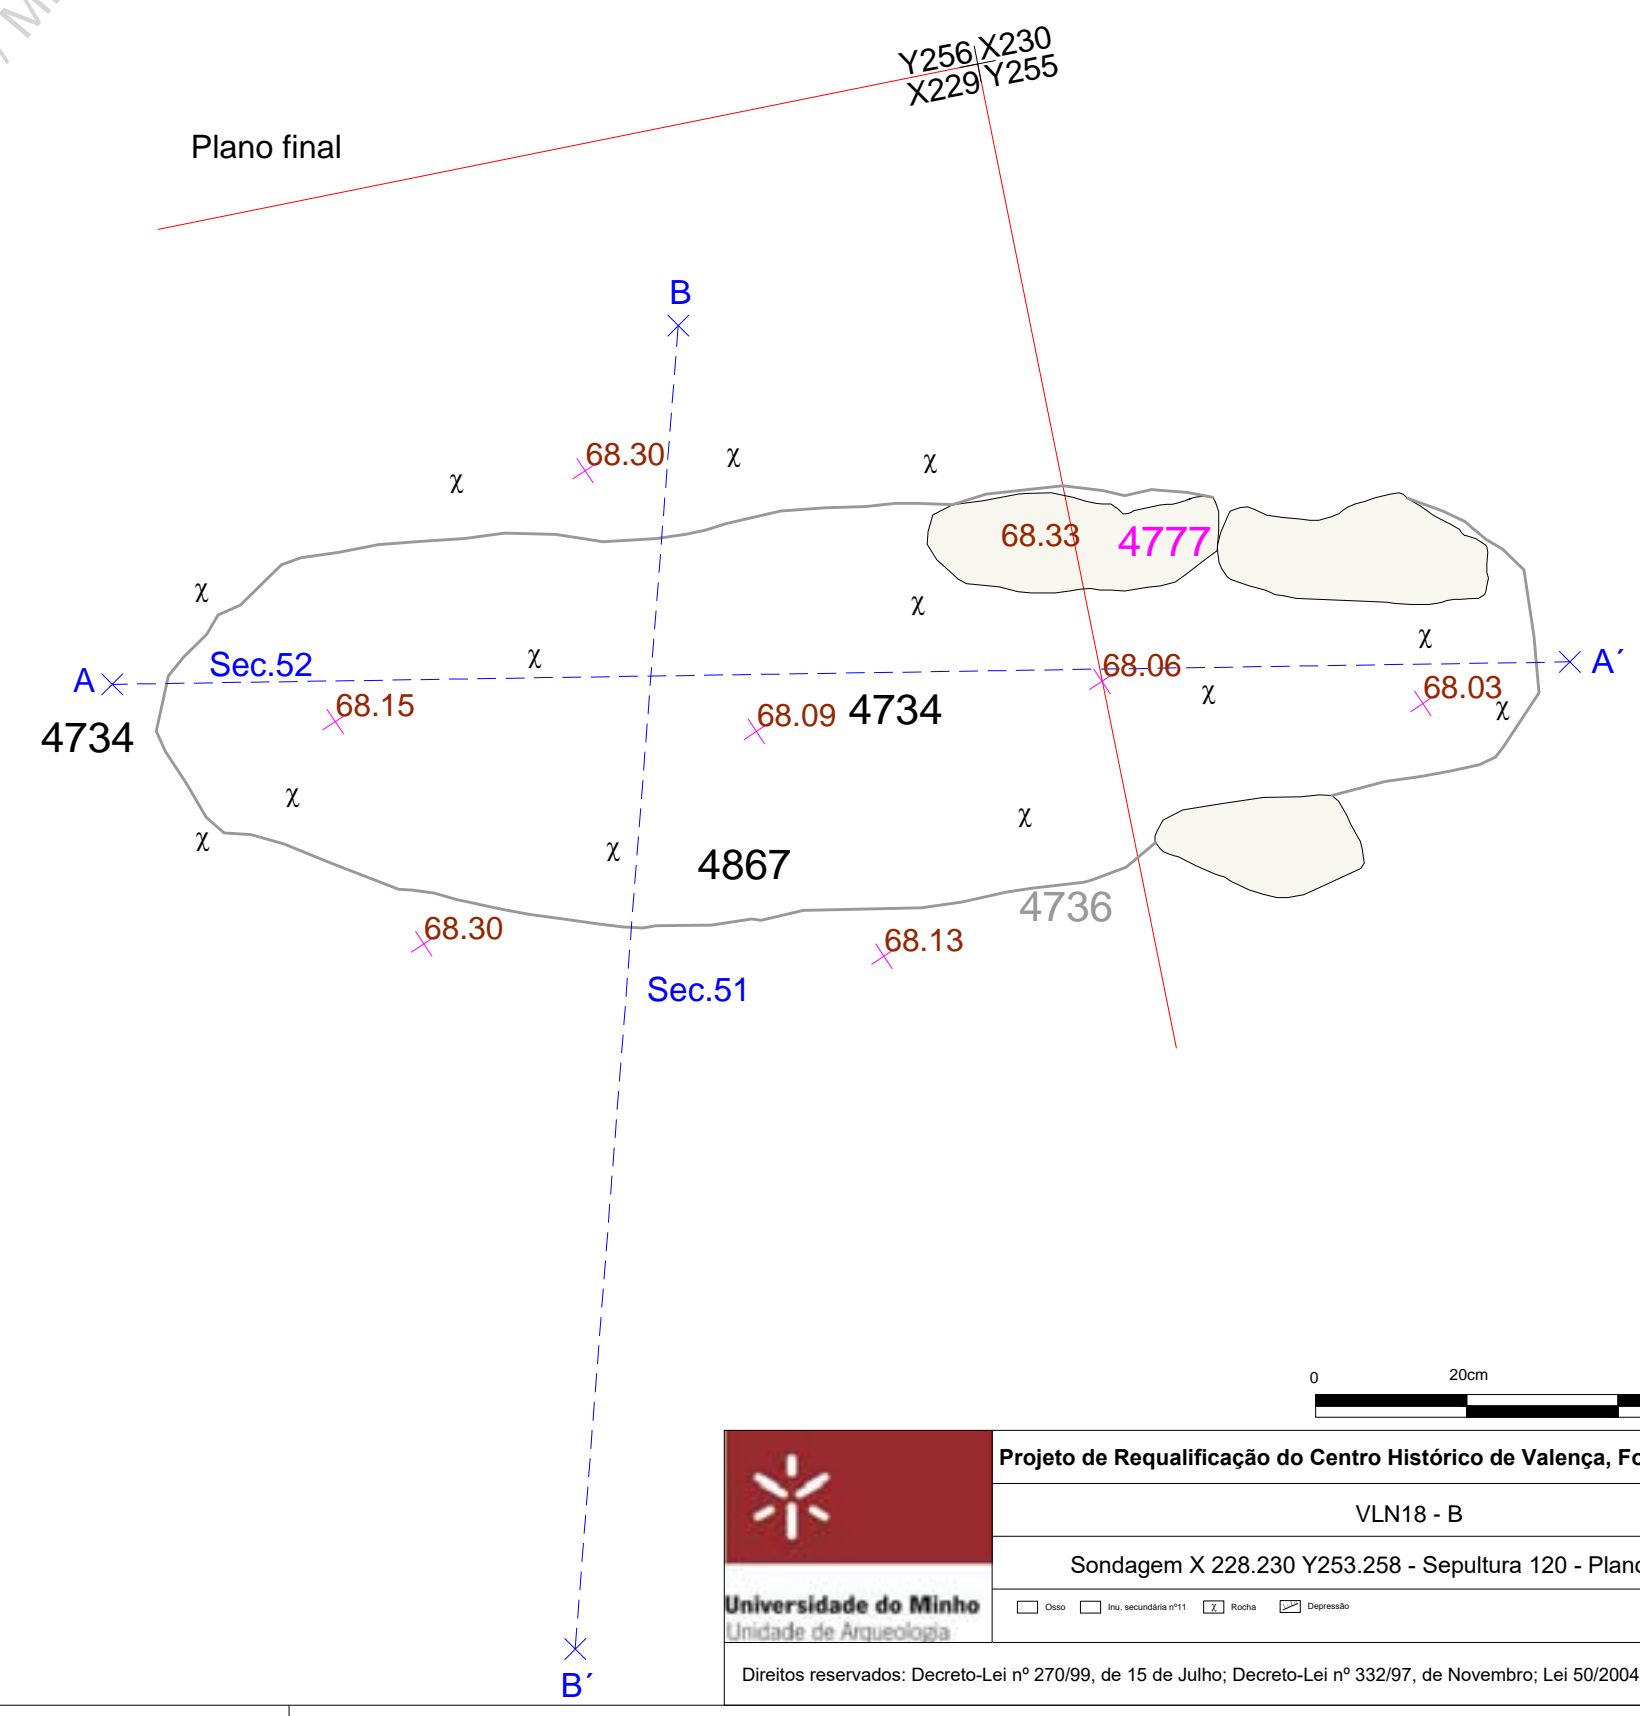 Y256 X230
X229 Y255
Plano final
B
68.30
χ
χ
χ
68.33
4777
χ
χ
χ
χ
Sec.52
A
A´
68.06
68.03
χ
χ
68.15
68.09
4734
4734
χ
χ
χ
χ
4867
4736
68.30
68.13
Sec.51
0 20cm
Projeto de Requalificação do Centro Histórico de Valença,
VLN18 - B
Sondagem X 228.230 Y253.258 - Sepultura 120 -
Osso Inu. secundária nº11 χ Rocha Depressão
Universidade do Minho
Unidade de Arqueologia
Direitos reservados: Decreto-Lei nº 270/99, de 15 de Julho; Decreto-Lei nº 332/97, de Novembro; Lei 50/2004
B´